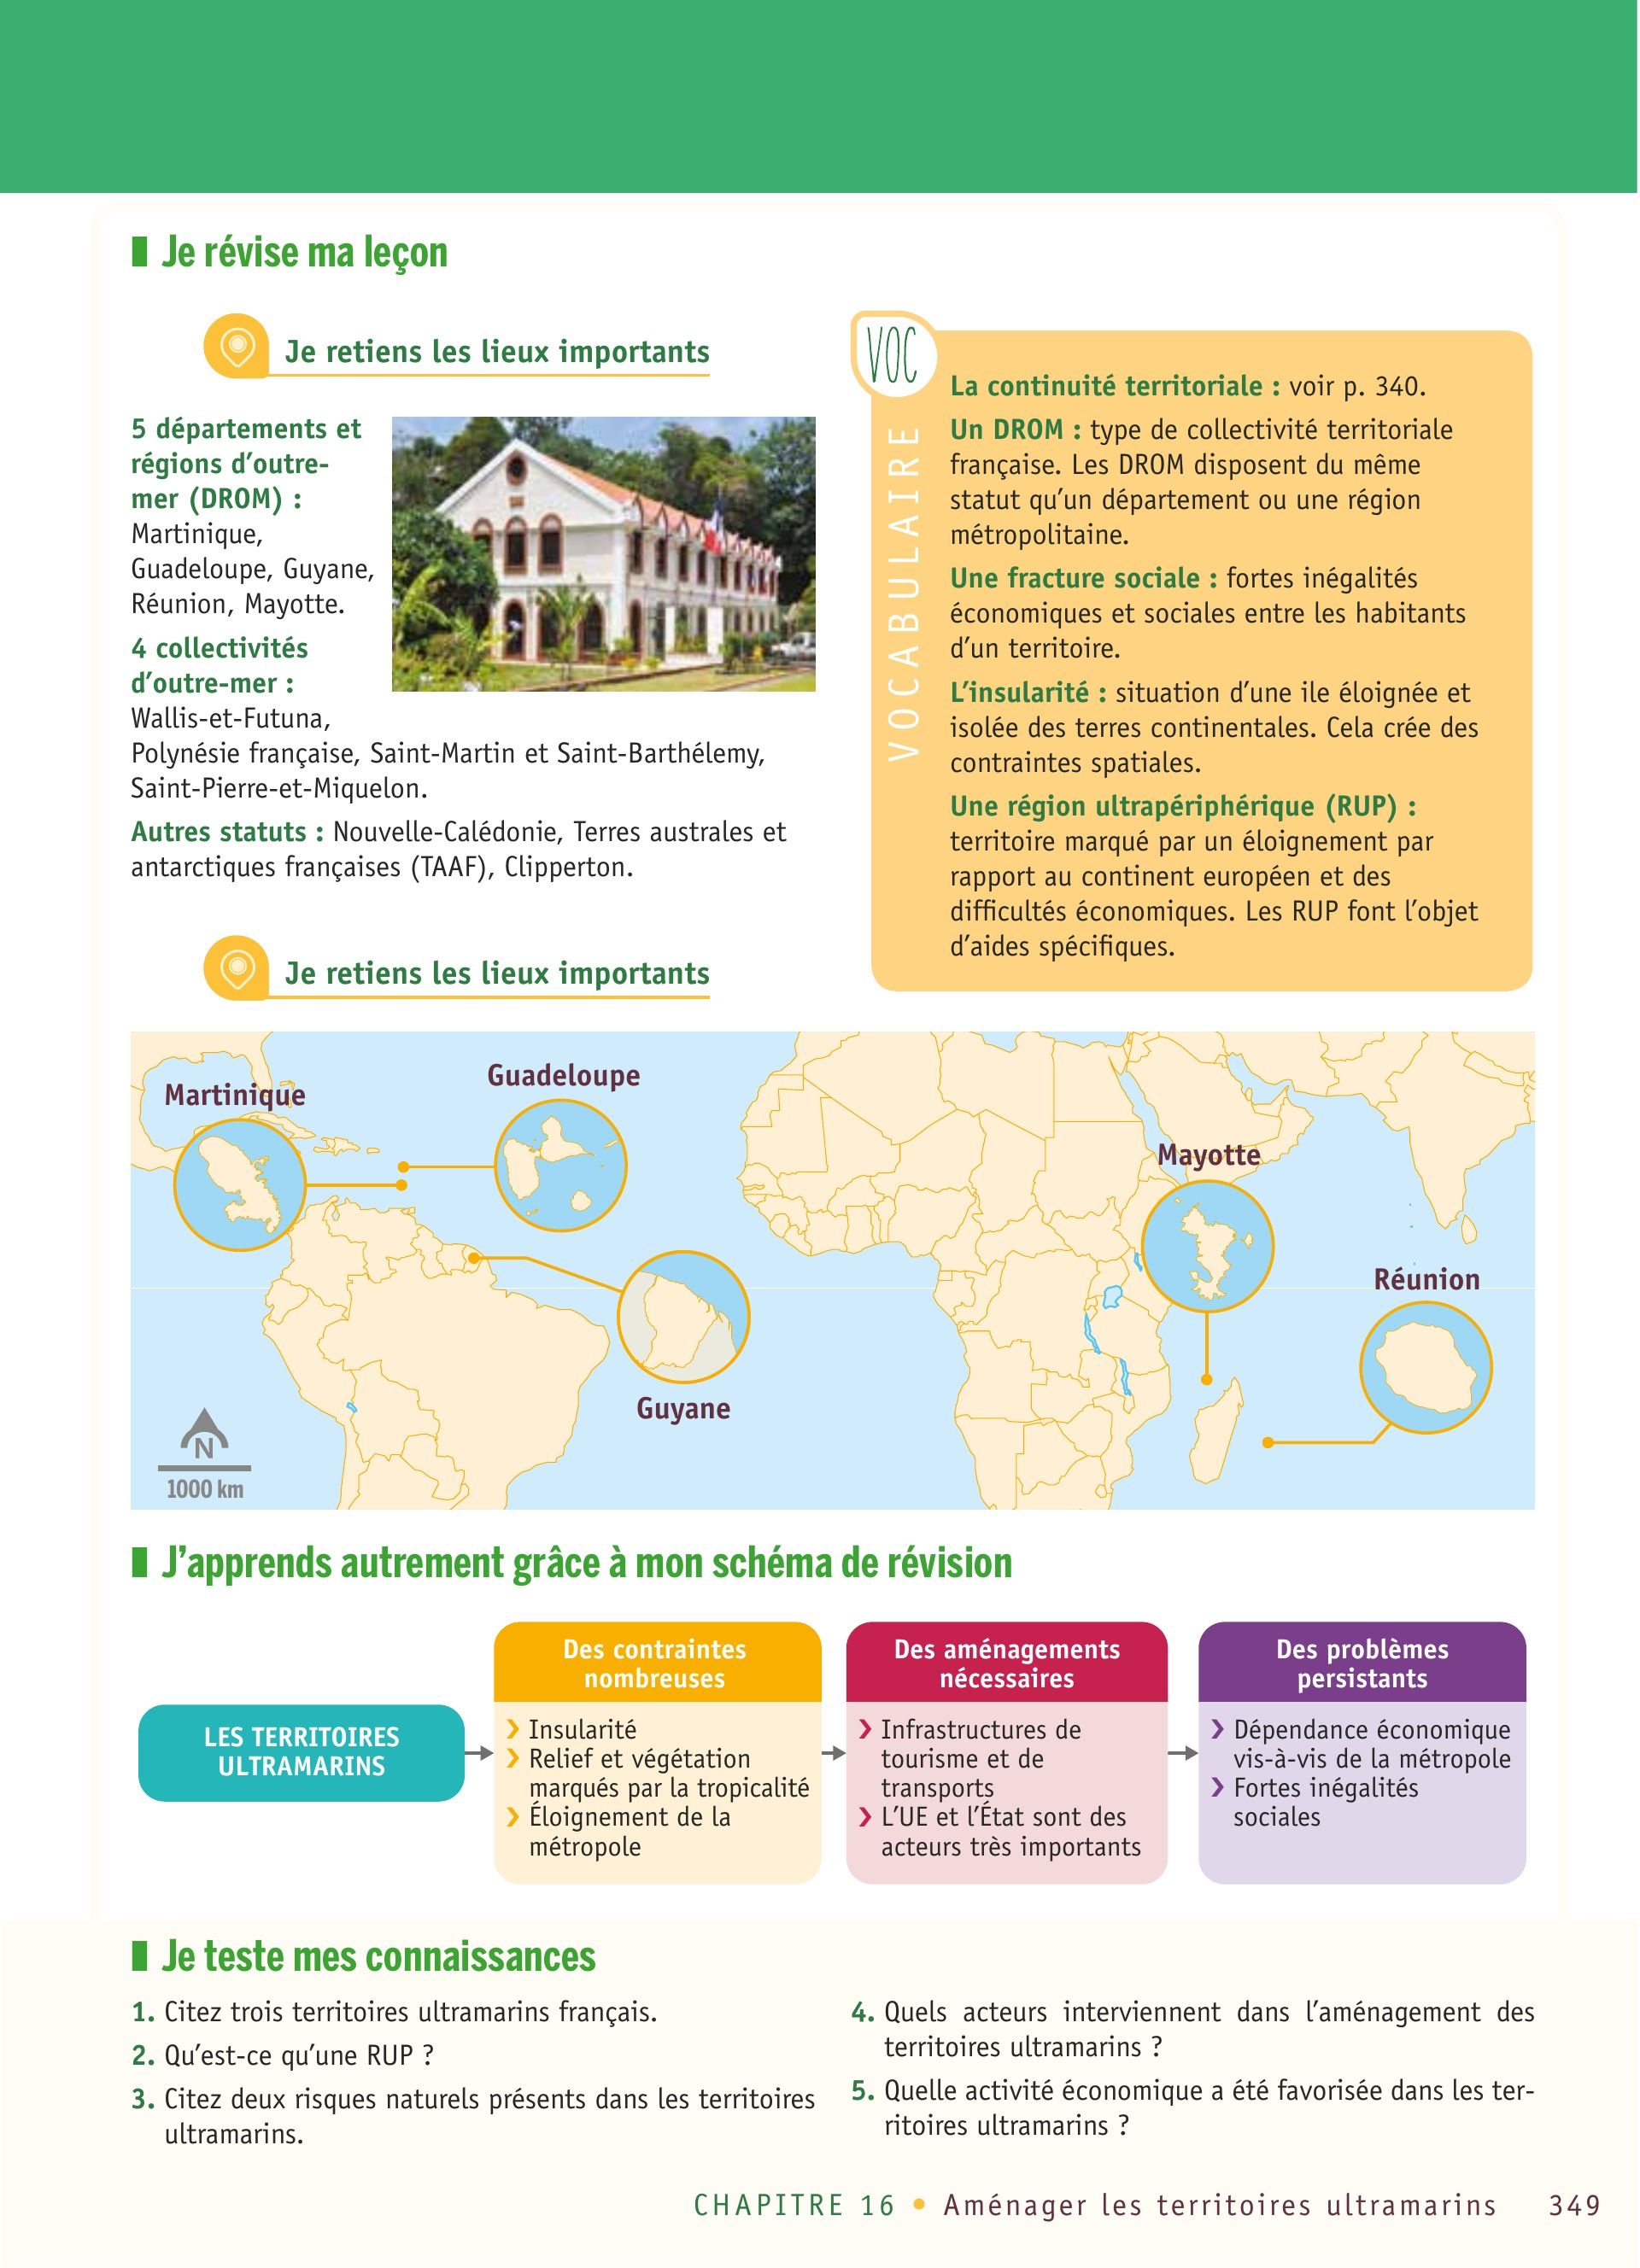 Je révise ma leçon
Je retiens les lieux importants
5 départements et
régions d'outre-
mer (DROM) :
Martinique,
Guadeloupe, Guyane,
Réunion, Mayotte.
4 collectivités
d'outre-mer :
Wallis-et-Futuna,
Polynésie française, Saint-Martin et Saint-Barthélemy,
Saint-Pierre-et-Miquelon.
Autres statuts : Nouvelle-Calédonie, Terres australes et
antarctiques françaises (TAAF), Clipperton.
VOC
VOCABULAIRE
La continuité territoriale : voir p. 340.
Un DROM : type de collectivité territoriale
française. Les DROM disposent du même
statut qu'un département ou une région
métropolitaine.
Une fracture sociale : fortes inégalités
économiques et sociales entre les habitants
d'un territoire.
L'insularité : situation d'une ile éloignée et
isolée des terres continentales. Cela crée des
contraintes spatiales.
Une région ultrapériphérique (RUP) :
territoire marqué par un éloignement par
rapport au continent européen et des
difficultés économiques. Les RUP font l'objet
d'aides spécifiques.
Je retiens les lieux importants
Martinique
Guadeloupe
Guyane
Mayotte
Réunion
N
1000 km
J'apprends autrement grâce à mon schéma de révision
LES TERRITOIRES
ULTRAMARINS
Des contraintes
nombreuses
❯ Insularité
❯ Relief et végétation
marqués par la tropicalité
❯ Éloignement de la
métropole
Des aménagements
nécessaires
❯ Infrastructures de
tourisme et de
transports
❯ L'UE et l'État sont des
acteurs très importants
Des problèmes
persistants
❯ Dépendance économique
vis-à-vis de la métropole
❯ Fortes inégalités
sociales
Je teste mes connaissances
1. Citez trois territoires ultramarins français.
2. Qu'est-ce qu'une RUP ?
3. Citez deux risques naturels présents dans les territoires
ultramarins.
4. Quels acteurs interviennent dans l'aménagement des
territoires ultramarins ?
5. Quelle activité économique a été favorisée dans les ter-
ritoires ultramarins ?
CHAPITRE 16 • Aménager les territoires ultramarins 349